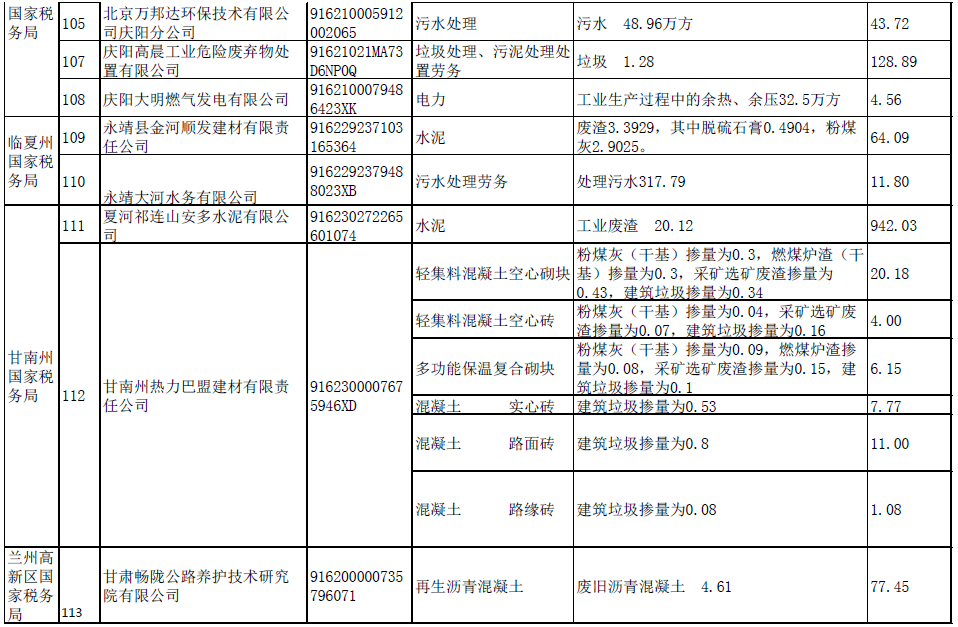 国家税
务局
105
北京万邦达环保技术有限公
司庆阳分公司
916210005912
002065
污水处理
污水 48.96万方
43.72
107
庆阳高晨工业危险废弃物处
置有限公司
91621021MA73
D6NP0Q
垃圾处理、污泥处理处
置劳务
垃圾 1.28
128.89
108
庆阳大明燃气发电有限公司
916210007948
6423XK
电力
工业生产过程中的余热、余压32.5万方
4.56
临夏州
国家税
务局
109
永靖县金河顺发建材有限责
任公司
916229237103
165364
水泥
废渣3.3929，其中脱硫石膏0.4904，粉煤
灰2.9025。
64.09
110
永靖大河水务有限公司
916229237948
8023XB
污水处理劳务
处理污水317.79
11.80
甘南州
国家税
务局
111
夏河祁连山安多水泥有限公
司
916230272265
601074
水泥
工业废渣 20.12
942.03
112
甘南州热力巴盟建材有限责
任公司
916230000767
5946XD
轻集料混凝土空心砌块
粉煤灰（干基）掺量为0.3，燃煤炉渣（干
基）掺量为0.3，采矿选矿废渣掺量为
0.43，建筑垃圾掺量为0.34
20.18
轻集料混凝土空心砖
粉煤灰（干基）掺量为0.04，采矿选矿废
渣掺量为0.07，建筑垃圾掺量为0.16
4.00
多功能保温复合砌块
粉煤灰（干基）掺量为0.09，燃煤炉渣掺
量为0.08，采矿选矿废渣掺量为0.15，建
筑垃圾掺量为0.1
6.15
混凝土 实心砖
建筑垃圾掺量为0.53
7.77
混凝土 路面砖
建筑垃圾掺量为0.8
11.00
混凝土 路缘砖
建筑垃圾掺量为0.08
1.08
兰州高
新区国
家税务
局
113
甘肃畅陇公路养护技术研究
院有限公司
916200000735
796071
再生沥青混凝土
废旧沥青混凝土 4.61
77.45